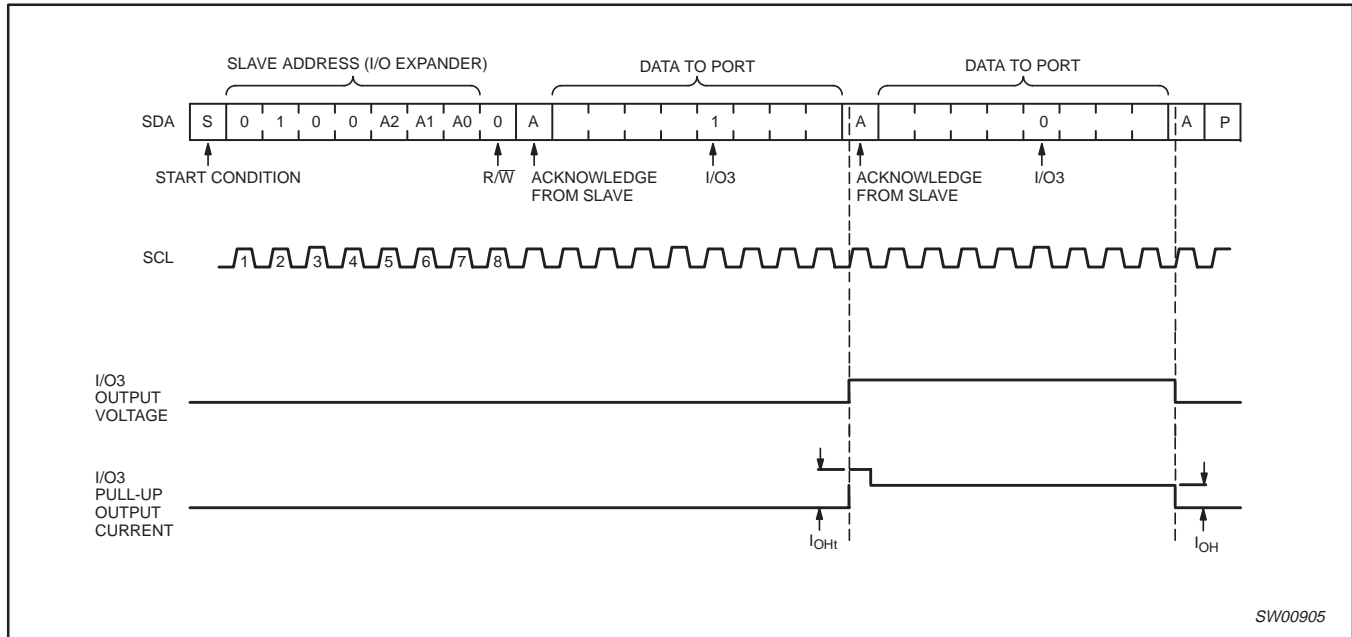 SLAVE ADDRESS (I/O EXPANDER) DATA TO PORT DATA TO PORT
SDA S 0 1 0 0 A2 A1 A0 0 A 1 A 0 A P
START CONDITION R/W̅ ACKNOWLEDGE FROM SLAVE I/O3 ACKNOWLEDGE FROM SLAVE I/O3
SCL 1 2 3 4 5 6 7 8
I/O3
OUTPUT
VOLTAGE
I/O3
PULL-UP
OUTPUT
CURRENT
IOHt IOH
SW00905